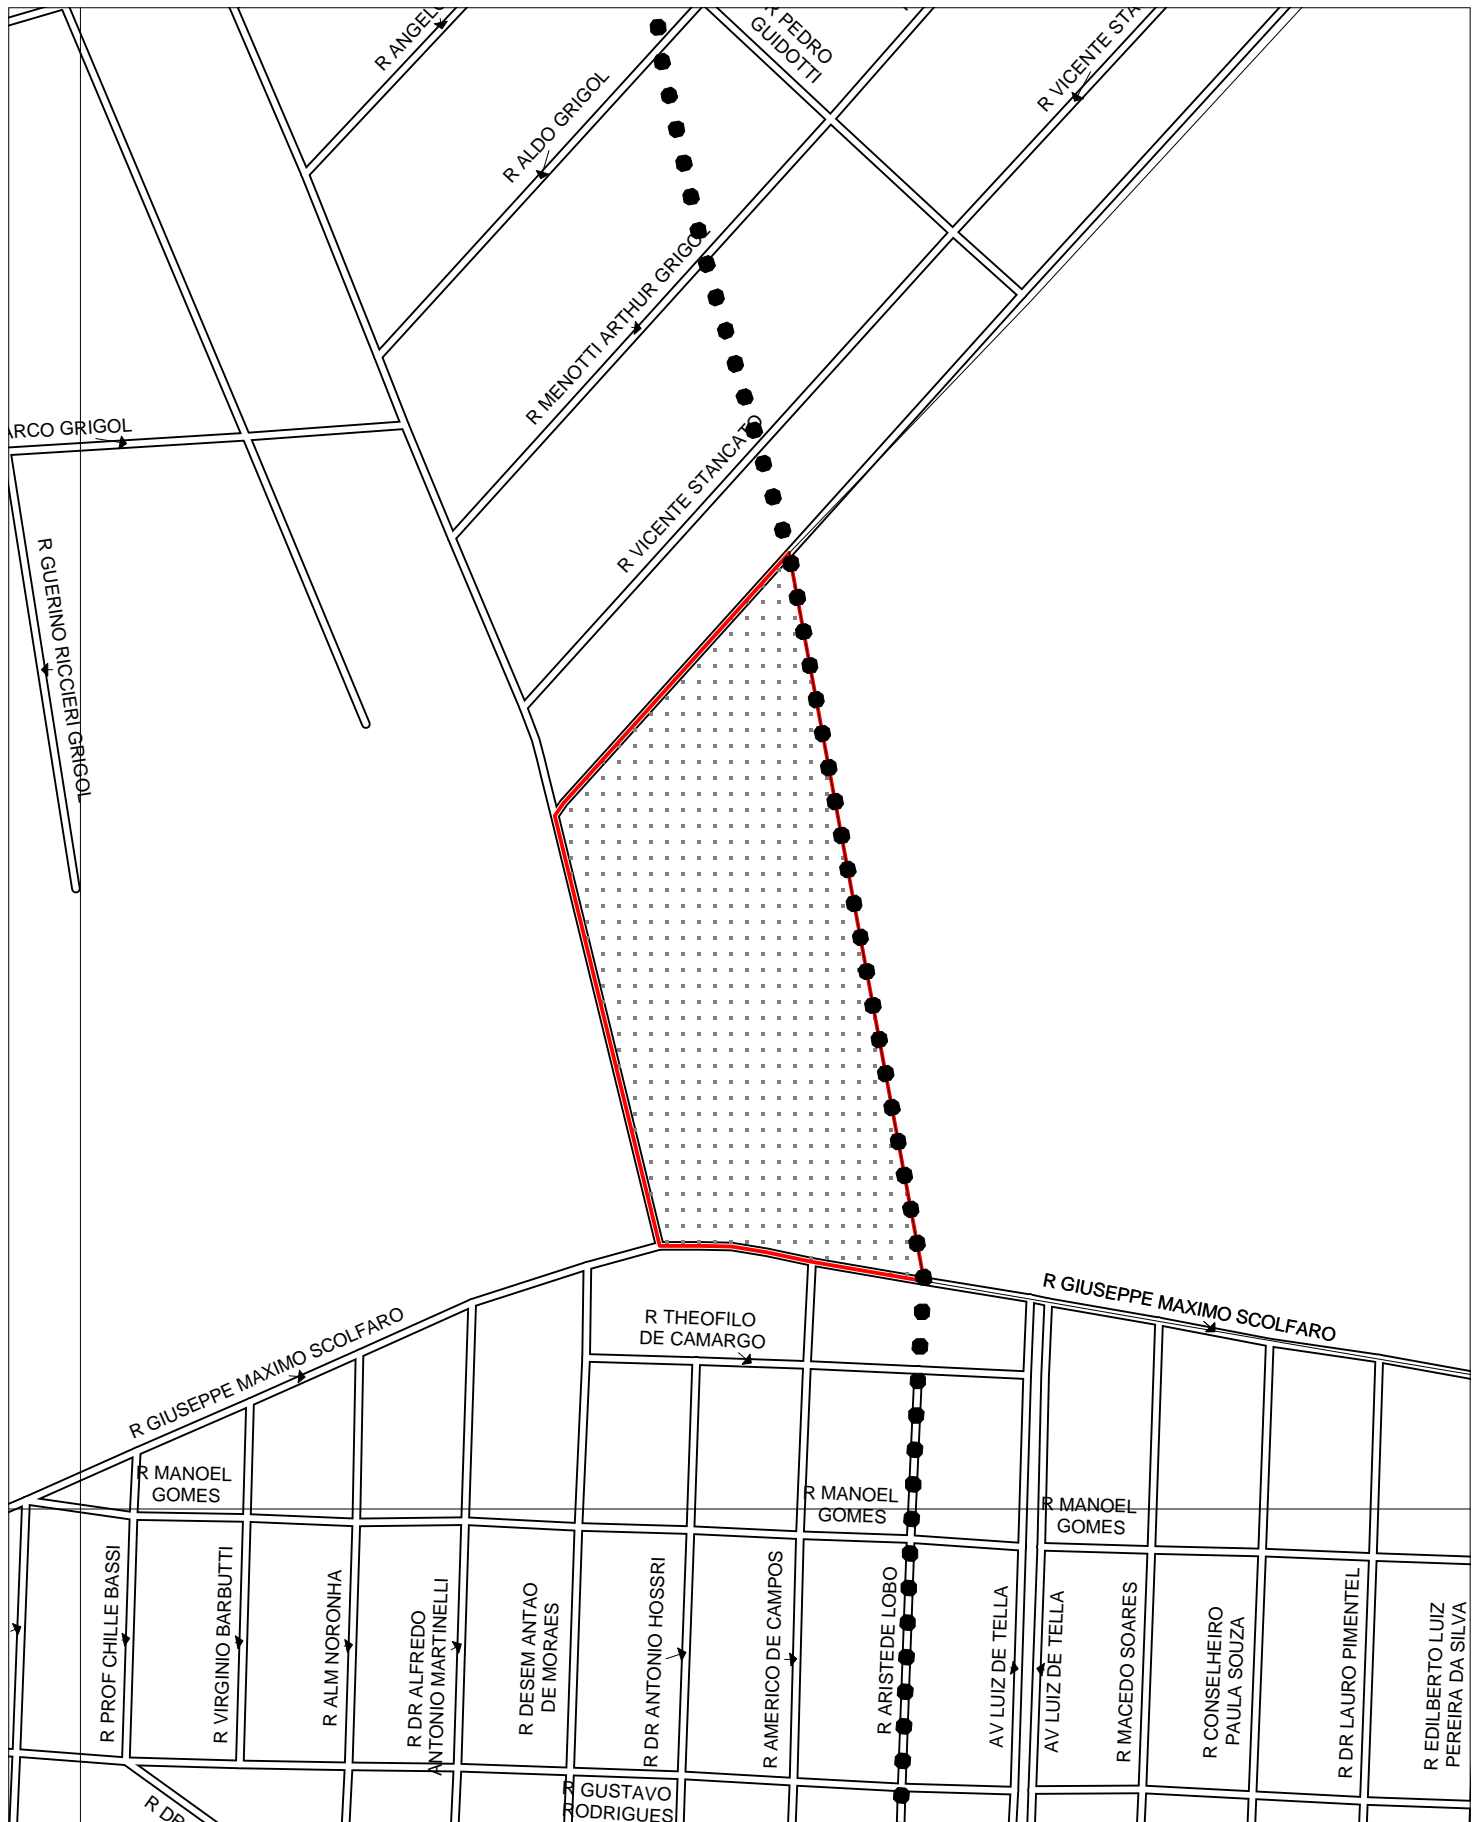 R ANGELO
R PEDRO
GUIDOTTI
R VICENTE STA
R ALDO GRIGOL
R MENOTTI ARTHUR GRIGOL
ARCO GRIGOL
R VICENTE STANCATO
R GUERINO RICCIERI GRIGOL
R GIUSEPPE MAXIMO SCOLFARO
R THEOFILO
DE CAMARGO
R GIUSEPPE MAXIMO SCOLFARO
R MANOEL
GOMES
R MANOEL
GOMES
R MANOEL
GOMES
R PROF CHILLE BASSI
R VIRGINIO BARBUTTI
R ALM NORONHA
R DR ALFREDO
ANTONIO MARTINELLI
R DESEM ANTAO
DE MORAES
R DR ANTONIO HOSSRI
R AMERICO DE CAMPOS
R ARISTEDE LOBO
AV LUIZ DE TELLA
AV LUIZ DE TELLA
R MACEDO SOARES
R CONSELHEIRO
PAULA SOUZA
R DR LAURO PIMENTEL
R EDILBERTO LUIZ
PEREIRA DA SILVA
R GUSTAVO
RODRIGUES
R DR